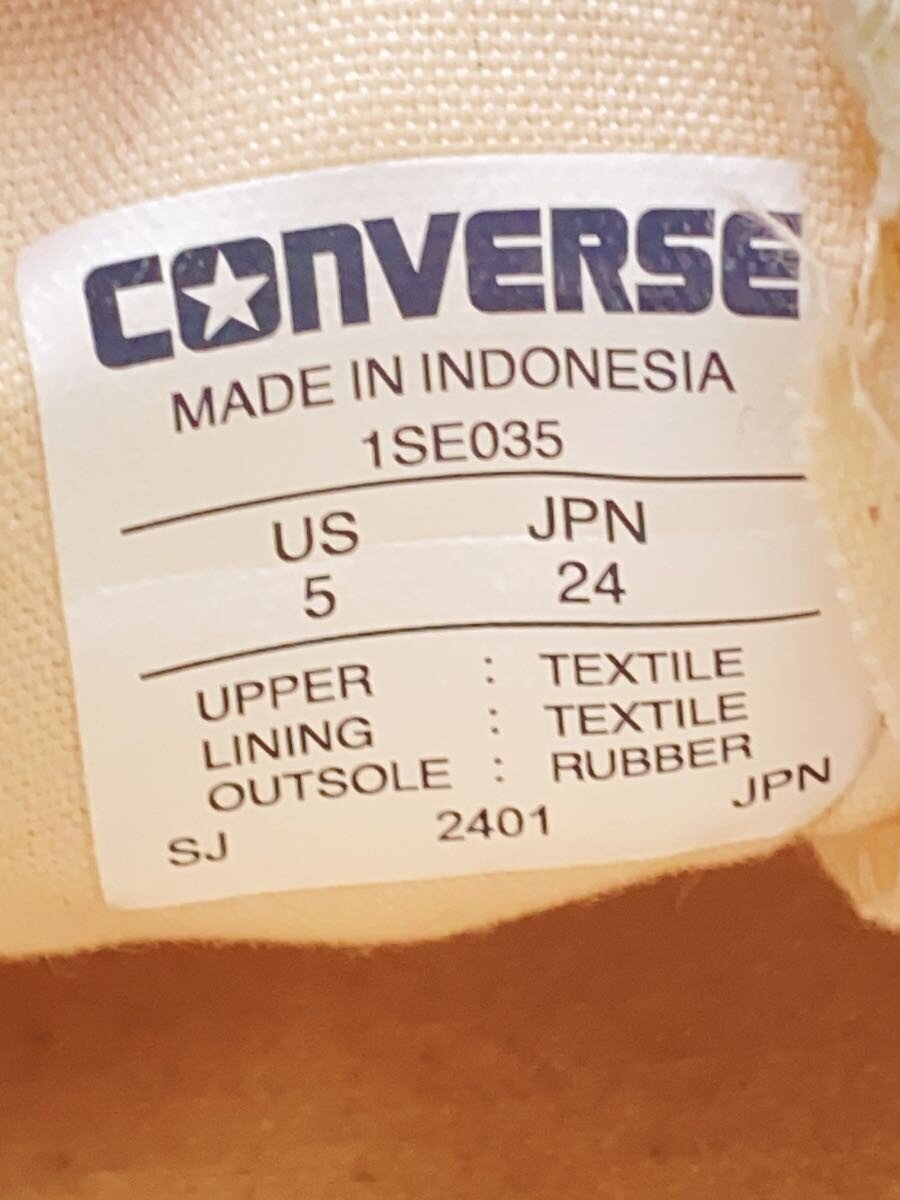 CONVERSE
MADE IN INDONESIA
1SE035
US JPN
5 24
UPPER : TEXTILE
LINING : TEXTILE
OUTSOLE : RUBBER
SJ 2401 JPN